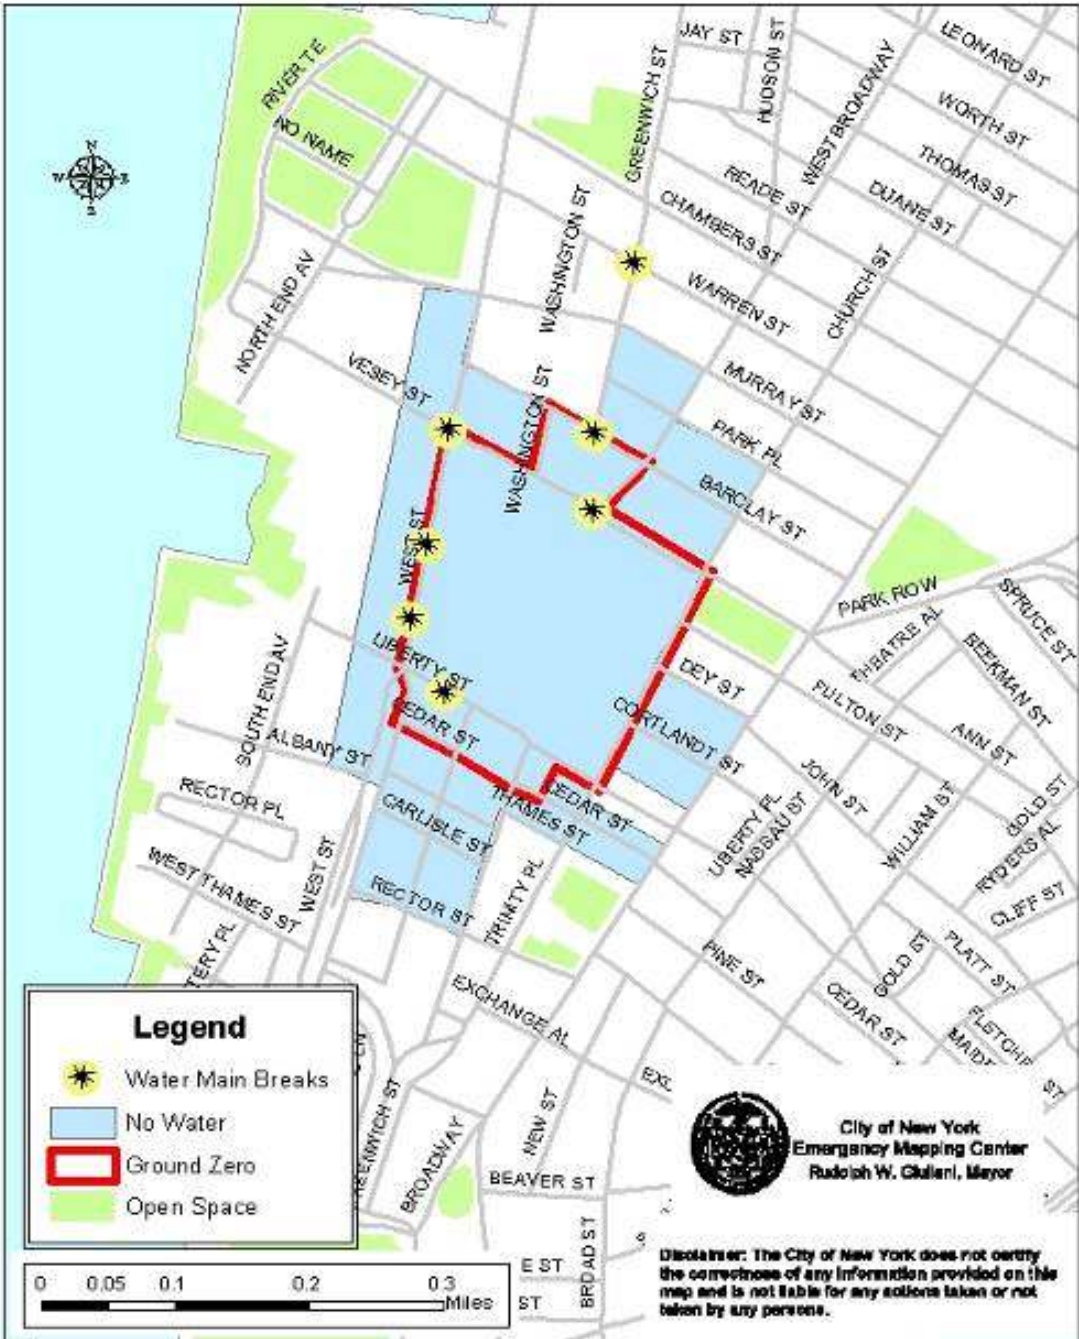 JAY ST
HUDSON ST
LEONARD ST
RIVER TE
GREENWICH ST
WEST BROADWAY
WORTH ST
NO NAME
THOMAS ST
N
W E
S
READE ST
DUANE ST
WASHINGTON ST
CHAMBERS ST
NORTH END AV
WARREN ST
CHURCH ST
VESEY ST
MURRAY ST
WASHINGTON ST
PARK PL
BARCLAY ST
WEST ST
PARK ROW
SPRUCE ST
THEATRE AL
BEEKMAN ST
LIBERTY ST
DEY ST
SOUTH END AV
FULTON ST
CEDAR ST
CORTLANDT ST
ANN ST
ALBANY ST
JOHN ST
RECTOR PL
THAMES ST
CEDAR ST
GOLD ST
CARLISLE ST
LIBERTY PL
NASSAU ST
WILLIAM ST
RYDERS AL
WEST THAMES ST
WEST ST
RECTOR ST
TRINITY PL
CLIFF ST
TERY PL
PINE ST
GOLD ST
PLATT ST
EXCHANGE AL
CEDAR ST
FLETCHE
MAIDE
ST
EXC
NEW ST
GREENWICH ST
BROADWAY
BEAVER ST
BROAD ST
E ST
ST
S
Legend
Water Main Breaks
No Water
Ground Zero
Open Space
0 0.05 0.1 0.2 0.3
Miles
City of New York
Emergency Mapping Center
Rudolph W. Giuliani, Mayor
Disclaimer: The City of New York does not certify
the correctness of any information provided on this
map and is not liable for any actions taken or not
taken by any persons.